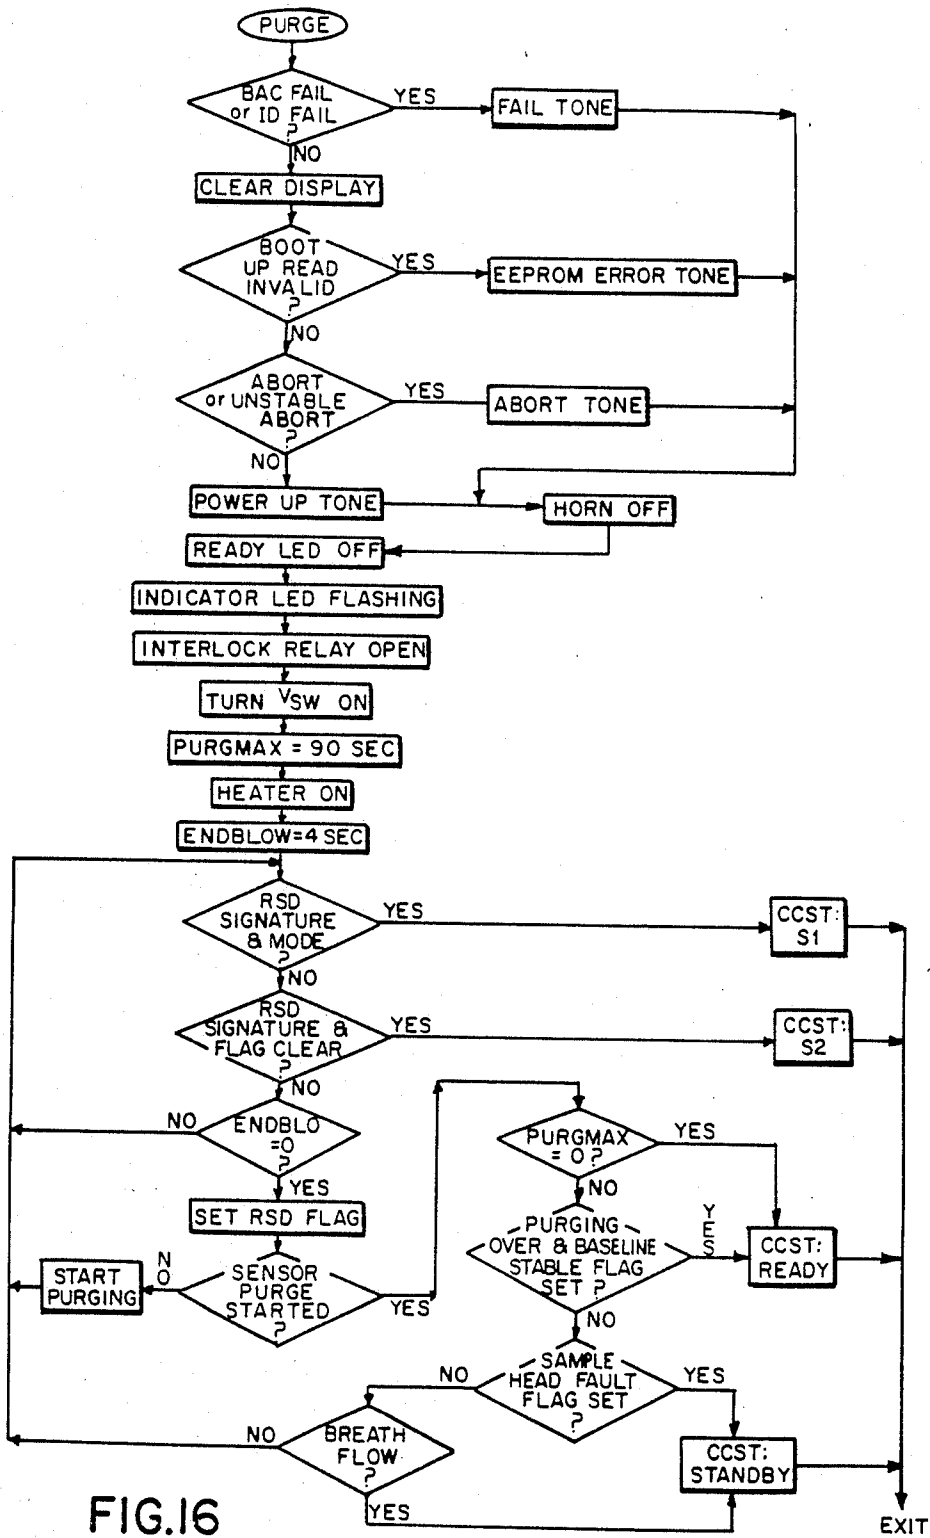 PURGE
BAC FAIL
or ID FAIL
?
YES
FAIL TONE
NO
CLEAR DISPLAY
BOOT
UP READ
INVALID
?
YES
EEPROM ERROR TONE
NO
ABORT
or UNSTABLE
ABORT
?
YES
ABORT TONE
NO
POWER UP TONE
HORN OFF
READY LED OFF
INDICATOR LED FLASHING
INTERLOCK RELAY OPEN
TURN VSW ON
PURGMAX = 90 SEC
HEATER ON
ENDBLOW=4 SEC
RSD
SIGNATURE
& MODE
?
YES
CCST:
S1
NO
RSD
SIGNATURE &
FLAG CLEAR
?
YES
CCST:
S2
NO
ENDBLO
=0
?
NO
YES
SET RSD FLAG
SENSOR
PURGE
STARTED
?
NO
START
PURGING
YES
PURGMAX
= 0?
YES
NO
PURGING
OVER & BASELINE
STABLE FLAG
SET ?
YES
CCST:
READY
NO
SAMPLE
HEAD FAULT
FLAG SET
?
NO
YES
BREATH
FLOW
?
NO
YES
CCST:
STANDBY
EXIT
FIG.16